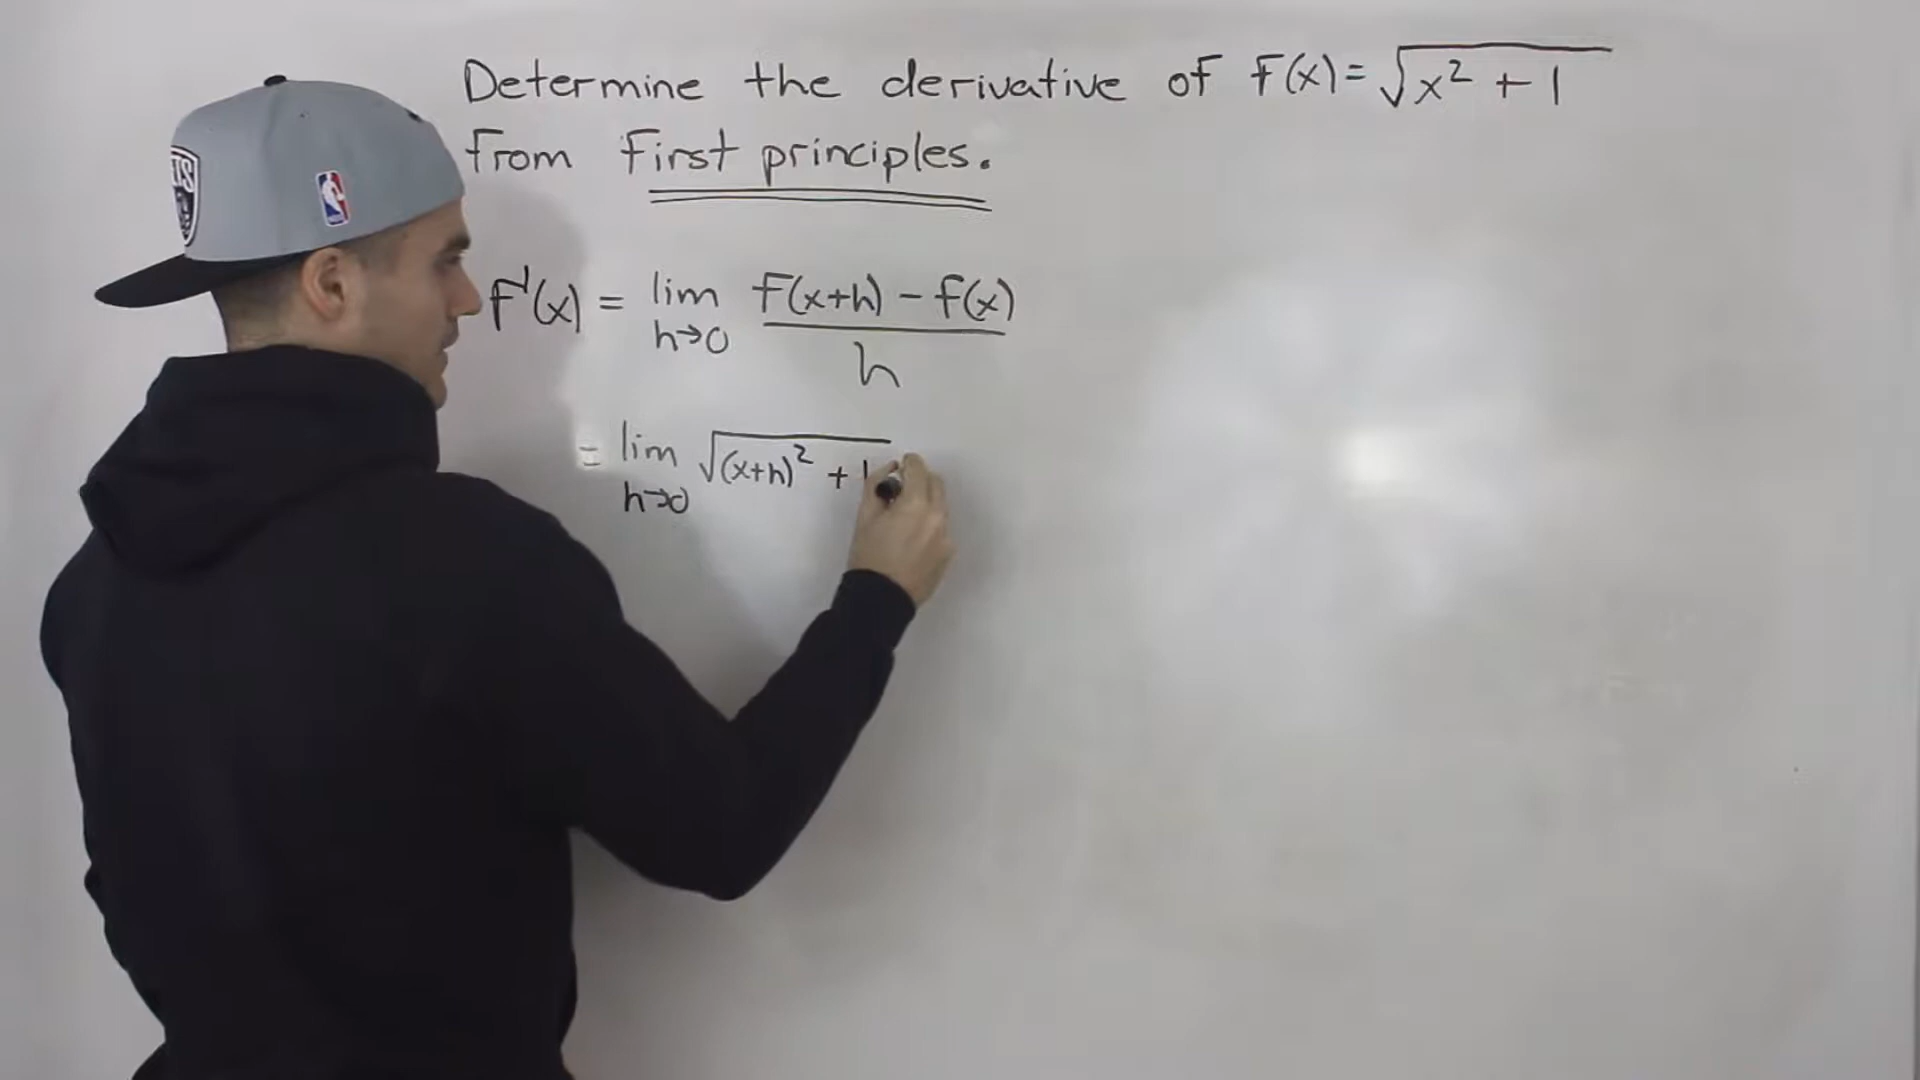 Determine the derivative of f(x) = √(x² + 1)
from first principles.
f'(x) = lim h→0 f(x+h) - f(x) / h
= lim h→0 √((x+h)² + 1